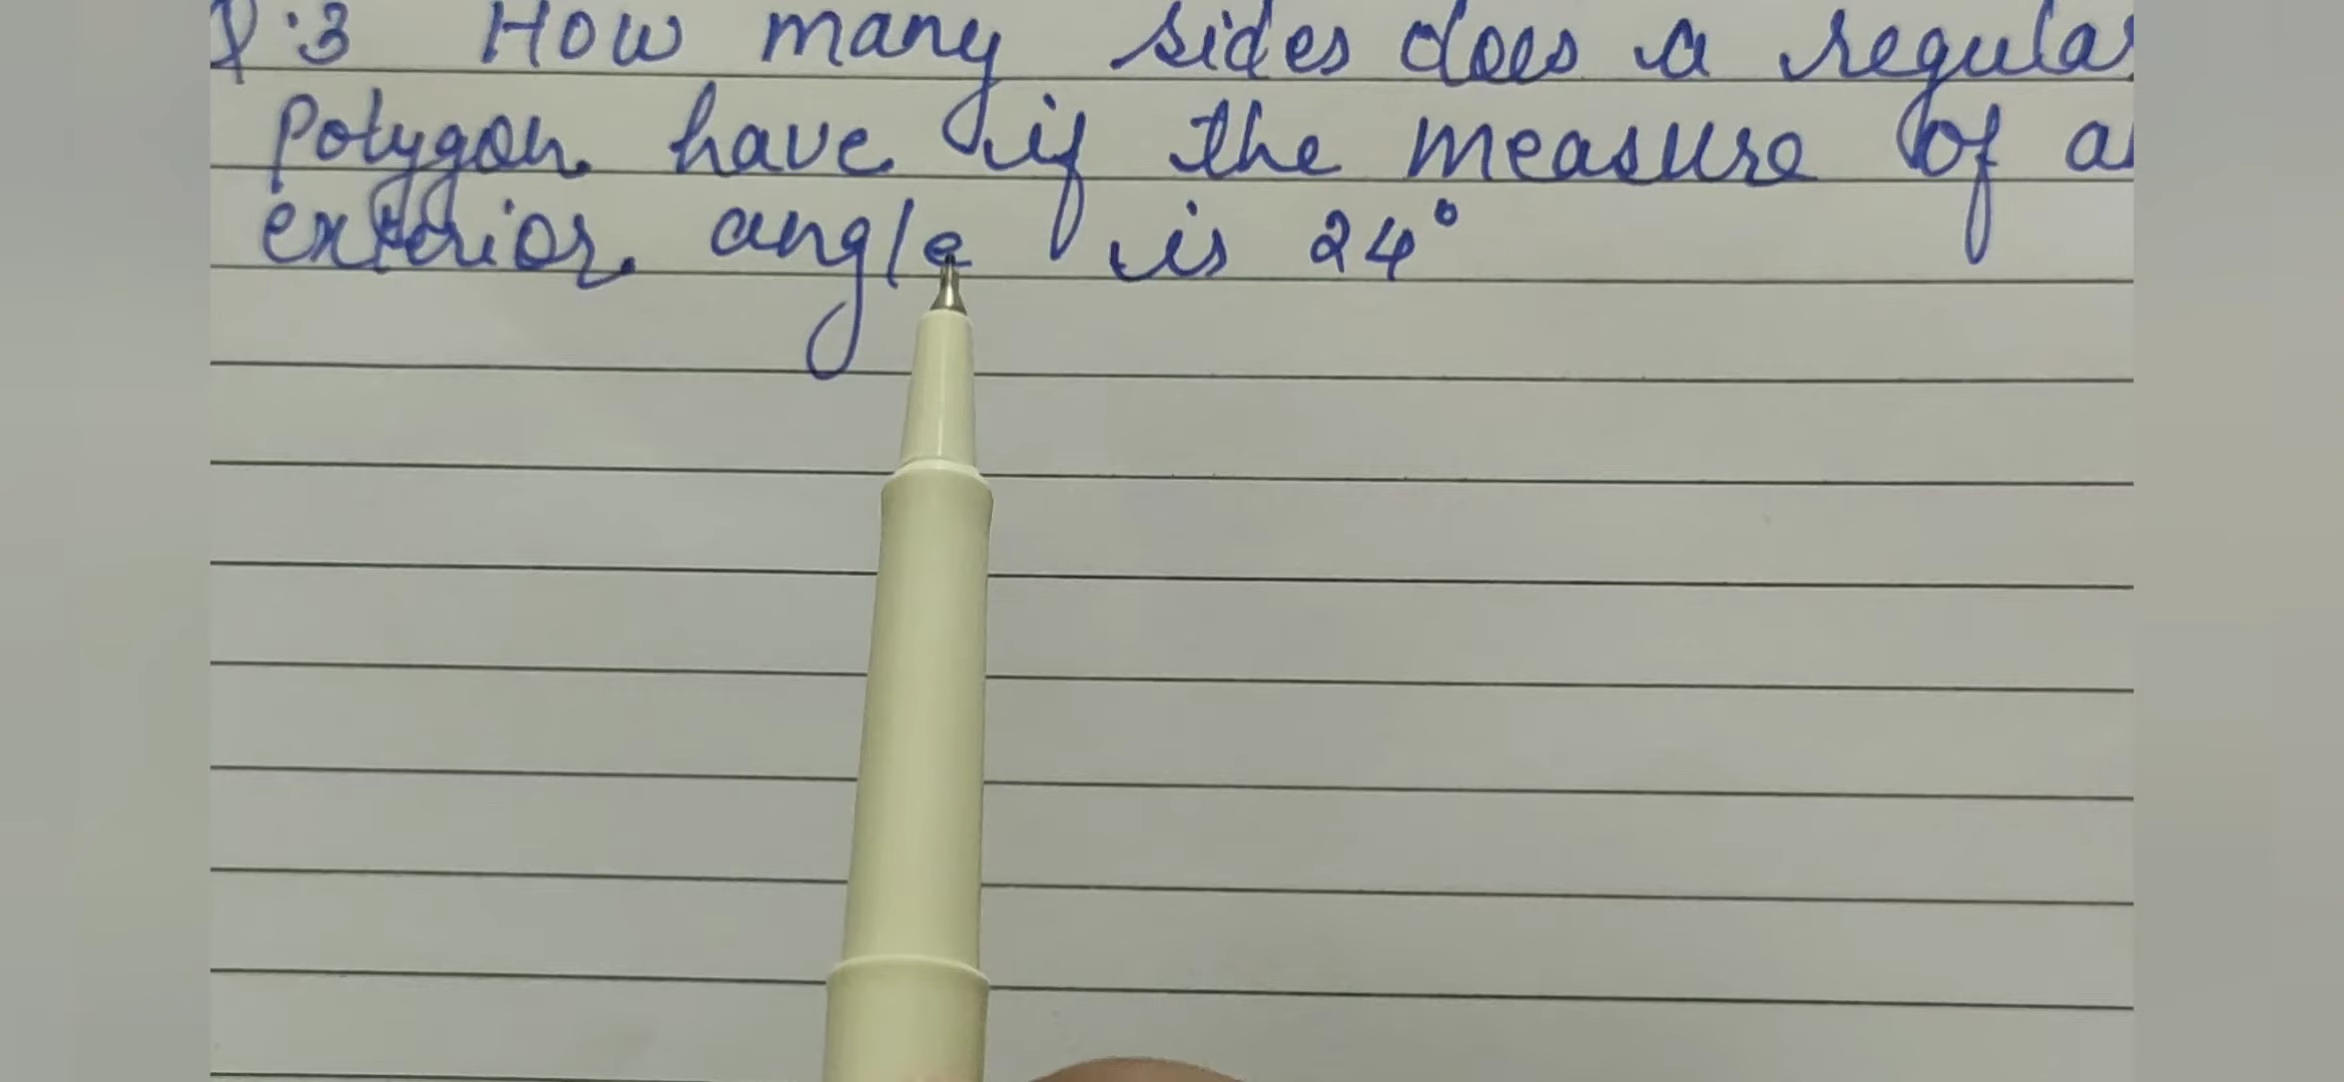 Q.3 How many sides does a regular
Polygon have if the measure of a
exterior angle is 24°